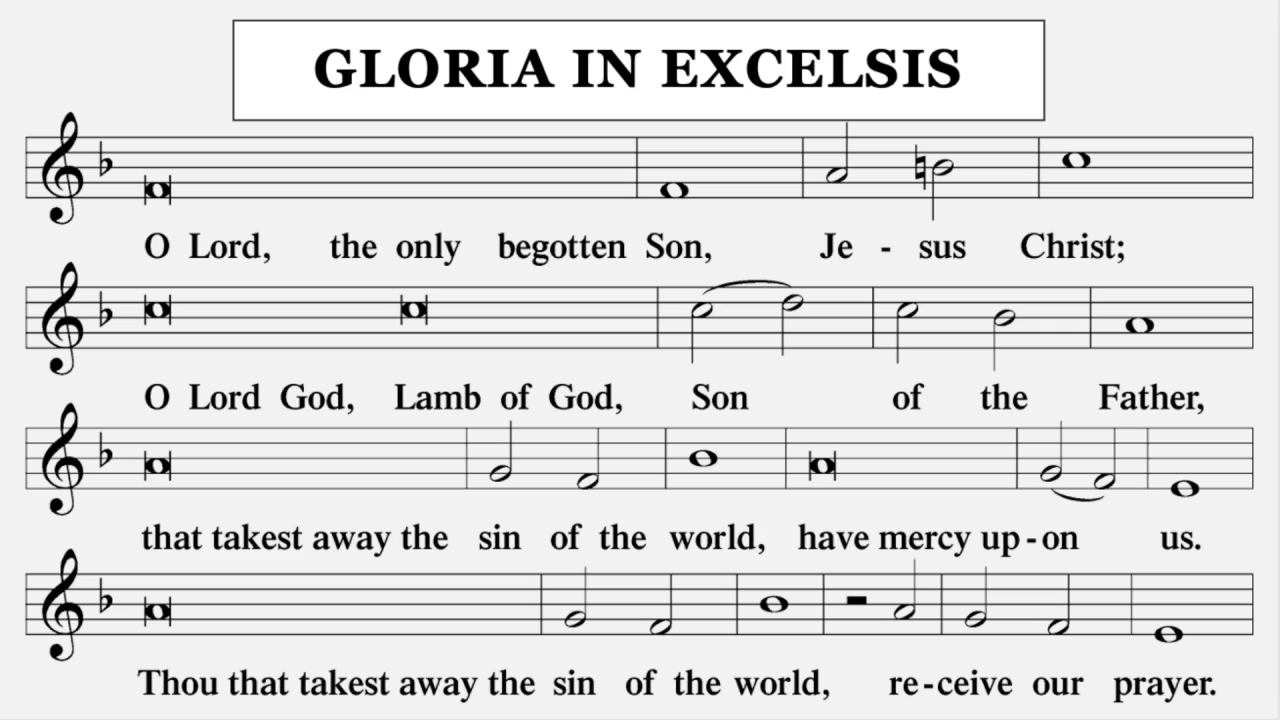 GLORIA IN EXCELSIS
O Lord, the only begotten Son, Je - sus Christ;
O Lord God, Lamb of God, Son of the Father,
that takest away the sin of the world, have mercy up - on us.
Thou that takest away the sin of the world, re - ceive our prayer.